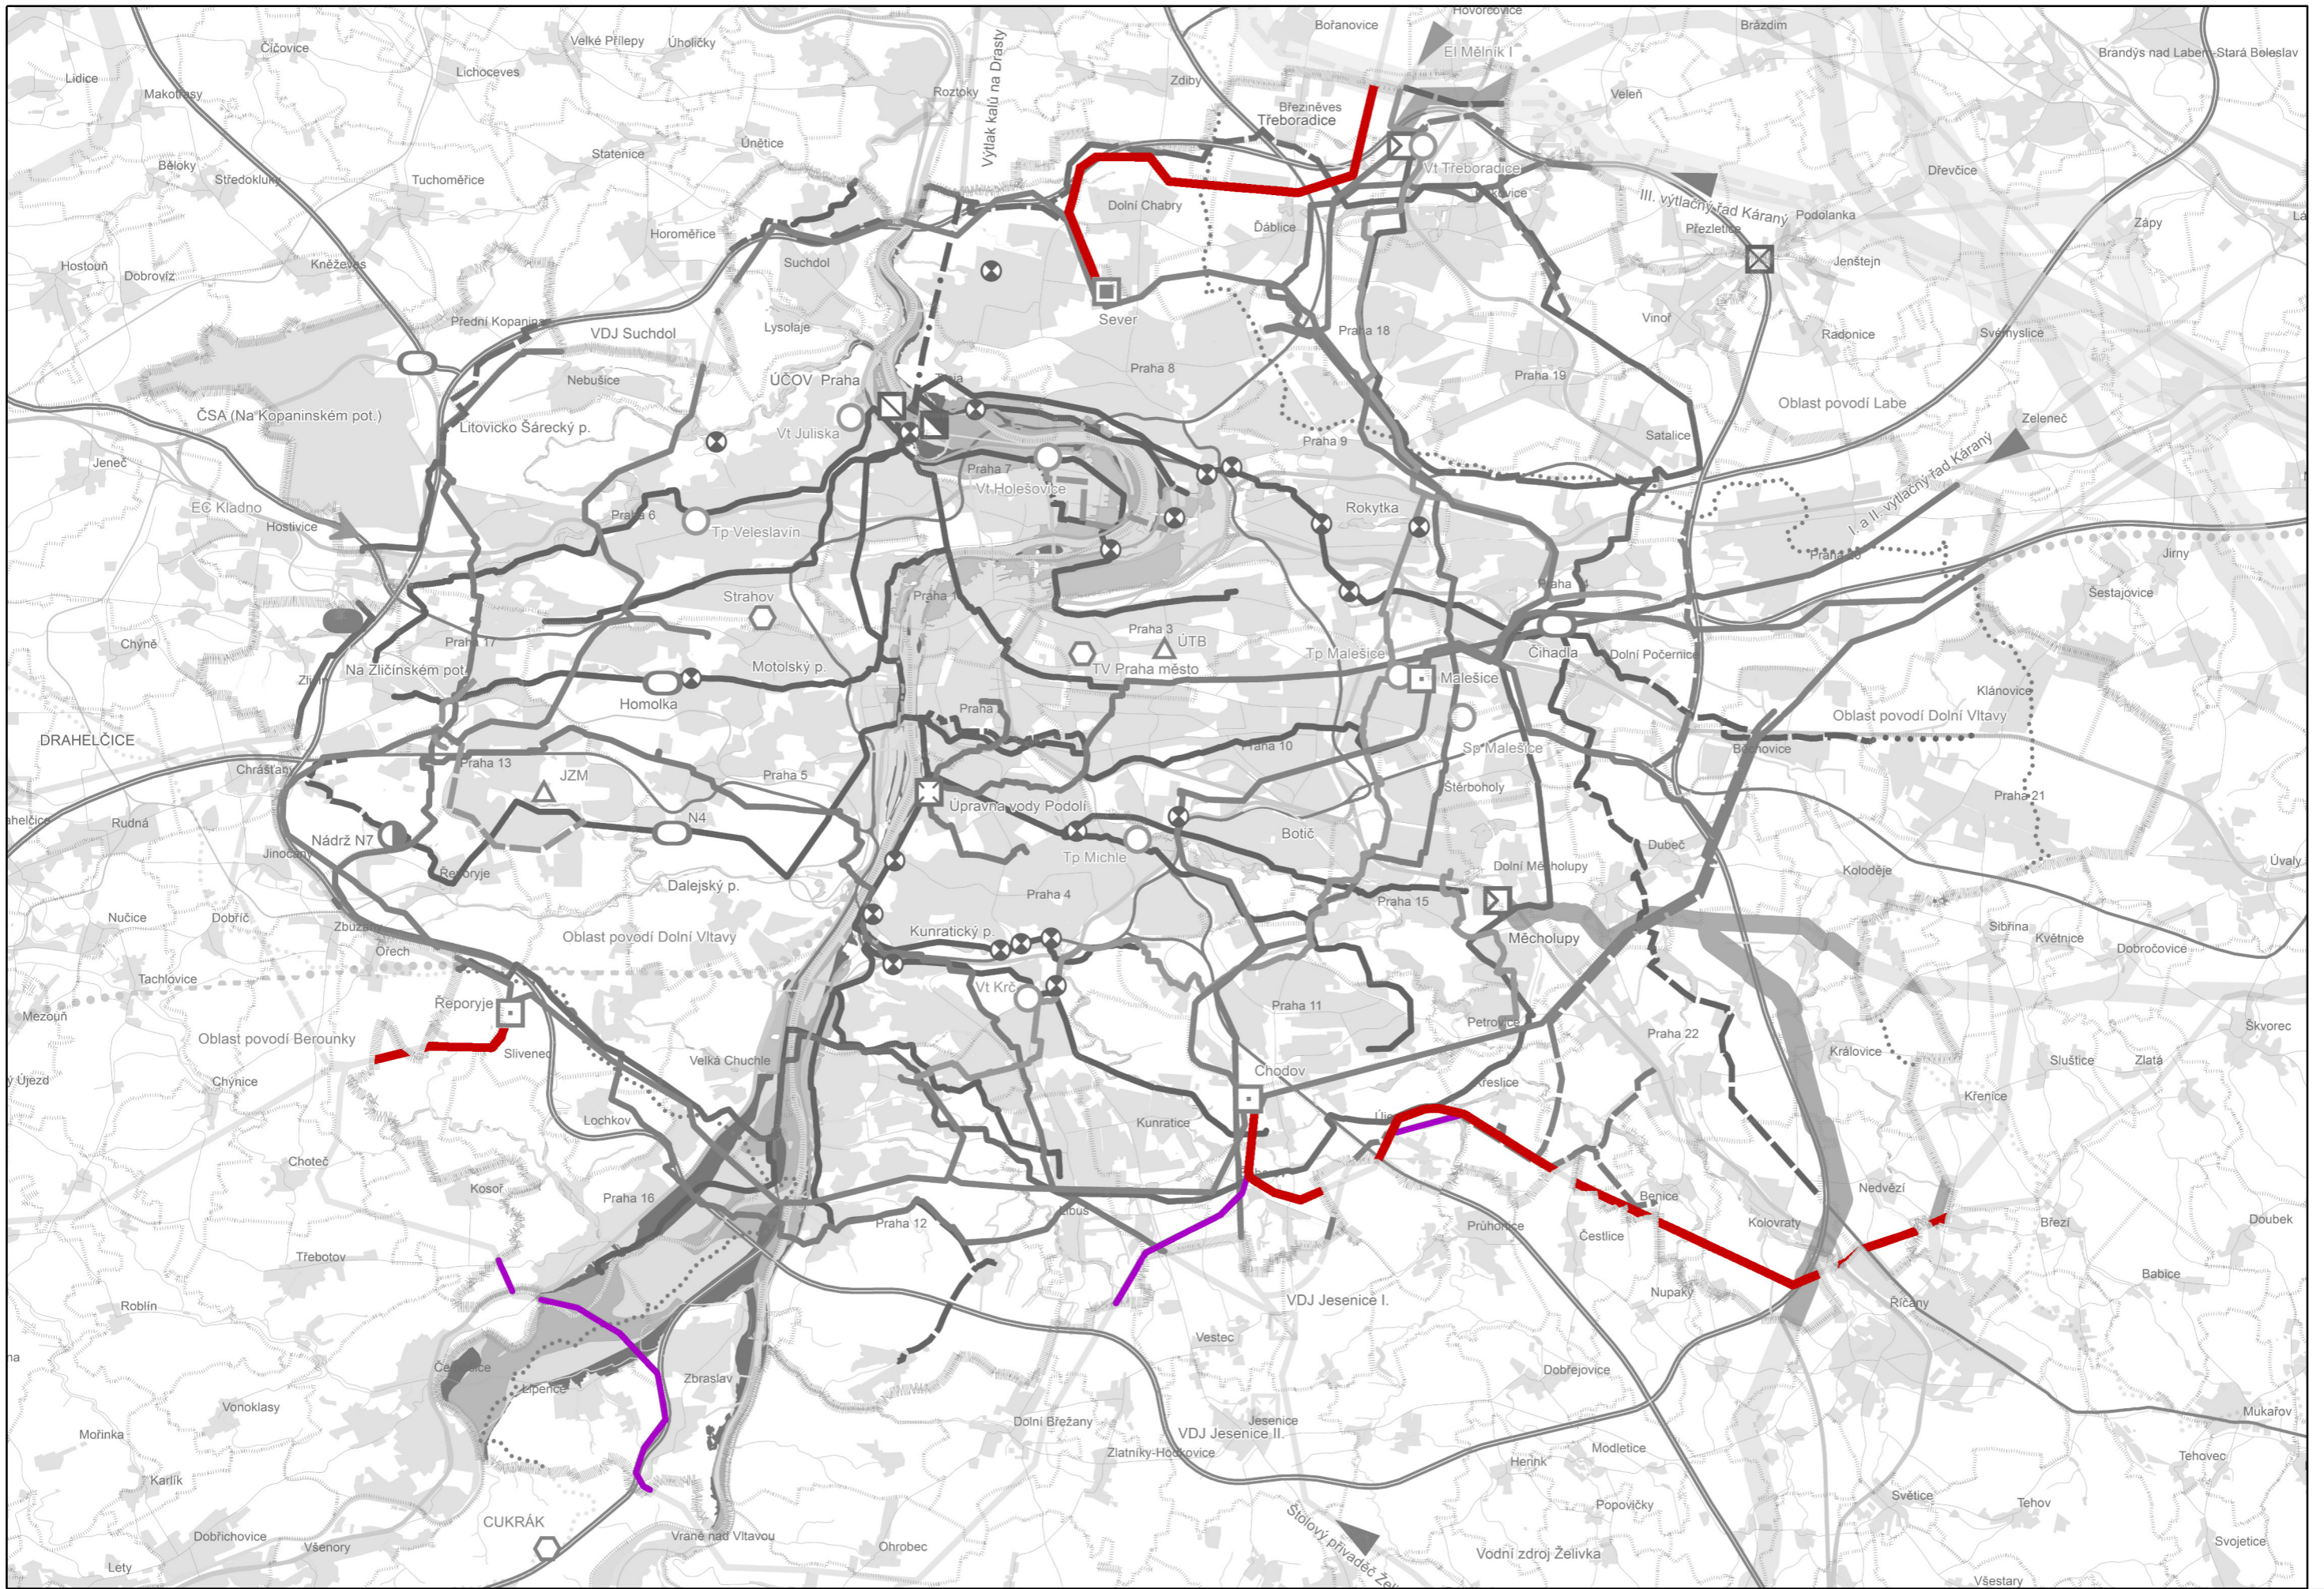 Hovorčovice
Bořanovice
Brázdim
Čičovice
Velké Přílepy
Úholičky
El Mělník I
Brandýs nad Labem-Stará Boleslav
Lidice
Lichoceves
Výtlak kalů na Drasty
Zdiby
Makotřasy
Roztoky
Veleň
Březiněves
Třeboradice
Únětice
Statenice
Běloky
Středokluky
Tuchoměřice
Vt Třeboradice
Dřevčice
III. výtlačný řad Káraný
Podolanka
Přezletice
Zápy
Dolní Chabry
Ďáblice
Horoměřice
Suchdol
Hostouň
Dobrovíz
Kněževes
Jenštejn
Přední Kopanina
VDJ Suchdol
Lysolaje
Sever
Vinoř
Praha 18
Radonice
Svémyslice
Nebušice
ÚČOV Praha
Troja
Praha 8
Praha 19
Oblast povodí Labe
ČSA (Na Kopaninském pot.)
Litovicko Šárecký p.
Vt Juliska
Zeleneč
Satalice
Praha 9
Jeneč
Praha 7
Vt Holešovice
I. a II. výtlačný řad Káraný
EC Kladno
Hostivice
Praha 6
Tp Veleslavín
Rokytka
Jirny
Šestajovice
Strahov
Praha 1
Chýně
Praha 17
Praha 3
ÚTB
TV Praha město
Tp Malešice
Čihadla
Dolní Počernice
Na Zličínském pot.
Motolský p.
Homolka
Malešice
Klánovice
Oblast povodí Dolní Vltavy
Praha
DRAHELČICE
Praha 10
Sp Malešice
Běchovice
Chrášťany
Praha 13
JZM
Praha 5
Štěrboholy
Praha 21
Úpravna vody Podolí
Rudná
N4
Nádrž N7
Jinočany
Botič
Tp Michle
Dubeč
Dolní Měcholupy
Koloděje
Úvaly
Řeporyje
Dalejský p.
Praha 4
Praha 15
Nučice
Dobříč
Zbuzany
Ořech
Oblast povodí Dolní Vltavy
Kunratický p.
Měcholupy
Sibřina
Květnice
Dobročovice
Tachlovice
Mezouň
Řeporyje
Vt Krč
Praha 11
Petrovice
Praha 22
Škvorec
Oblast povodí Berounky
Slivenec
Velká Chuchle
Královice
Sluštice
Zlatá
Chýnice
Chodov
Křeslice
Křenice
Lochkov
Kunratice
Choteč
Kosoř
Praha 16
Praha 12
Libuš
Průhonice
Benice
Čestlice
Kolovraty
Nedvězí
Březí
Doubek
Třebotov
Babice
Roblín
VDJ Jesenice I.
Nupaky
Říčany
Vestec
Dobřejovice
Černošice
Lipence
Zbraslav
Vonoklasy
Mořinka
Dolní Břežany
Jesenice
VDJ Jesenice II.
Zlatníky-Hodkovice
Mukařov
Modletice
Herink
Tehovec
Karlík
Světice
Tehov
Popovičky
CUKRÁK
Dobřichovice
Všenory
Vrané nad Vltavou
Ohrobec
Vodní zdroj Želivka
Svojetice
Lety
Všestary